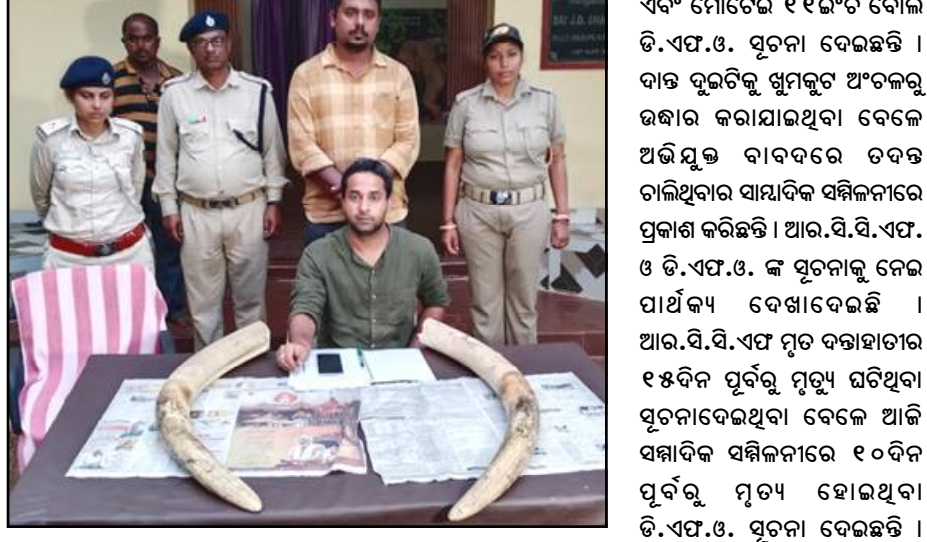 ଏବଂ ମୋଟେଇ ୧୧ଇଂଚ ବୋଲି
ଡି.ଏଫ.ଓ. ସୂଚନା ଦେଇଛନ୍ତି ।
ଦାନ୍ତ ଦୁଇଟିକୁ ଖୁମକୁଟ ଅଂଚଳରୁ
ଉଦ୍ଧାର କରାଯାଇଥିବା ବେଳେ
ଅଭିଯୁକ୍ତ ବାବଦରେ ତଦନ୍ତ
ଚାଲିଥିବାର ସାମ୍ୱାଦିକ ସମ୍ମିଳନୀରେ
ପ୍ରକାଶ କରିଛନ୍ତି । ଆର.ସି.ସି.ଏଫ.
ଓ ଡି.ଏଫ.ଓ. ଙ୍କ ସୂଚନାକୁ ନେଇ
ପାର୍ଥକ୍ୟ ଦେଖାଦେଇଛି ।
ଆର.ସି.ସି.ଏଫ ମୃତ ଦନ୍ତାହାତୀର
୧୫ଦିନ ପୂର୍ବରୁ ମୃତ୍ୟୁ ଘଟିଥିବା
ସୂଚନାଦେଇଥିବା ବେଳେ ଆଜି
ସମ୍ବାଦିକ ସମ୍ମିଳନୀରେ ୧୦ଦିନ
ପୂର୍ବରୁ ମୃତ୍ୟ ହୋଇଥିବା
ଡି.ଏଫ.ଓ. ସୂଚନା ଦେଇଛନ୍ତି ।